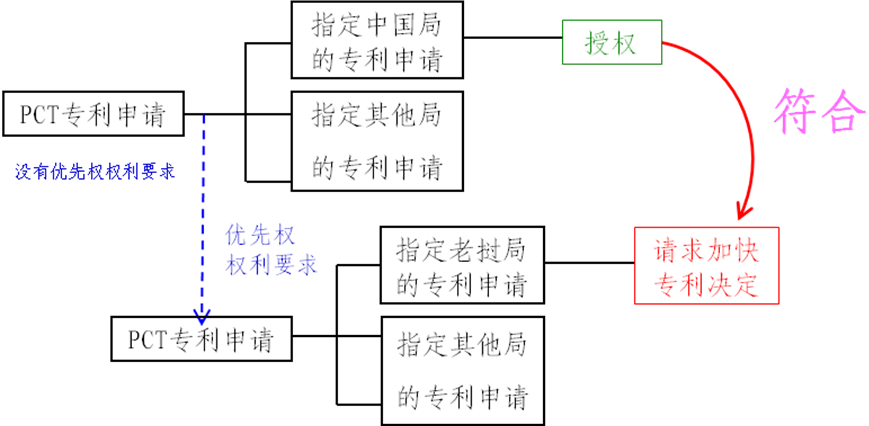 指定中国局
的专利申请
授权
符合
PCT专利申请
指定其他局
的专利申请
没有优先权权利要求
优先权
权利要求
指定老挝局
的专利申请
请求加快
专利决定
PCT专利申请
指定其他局
的专利申请